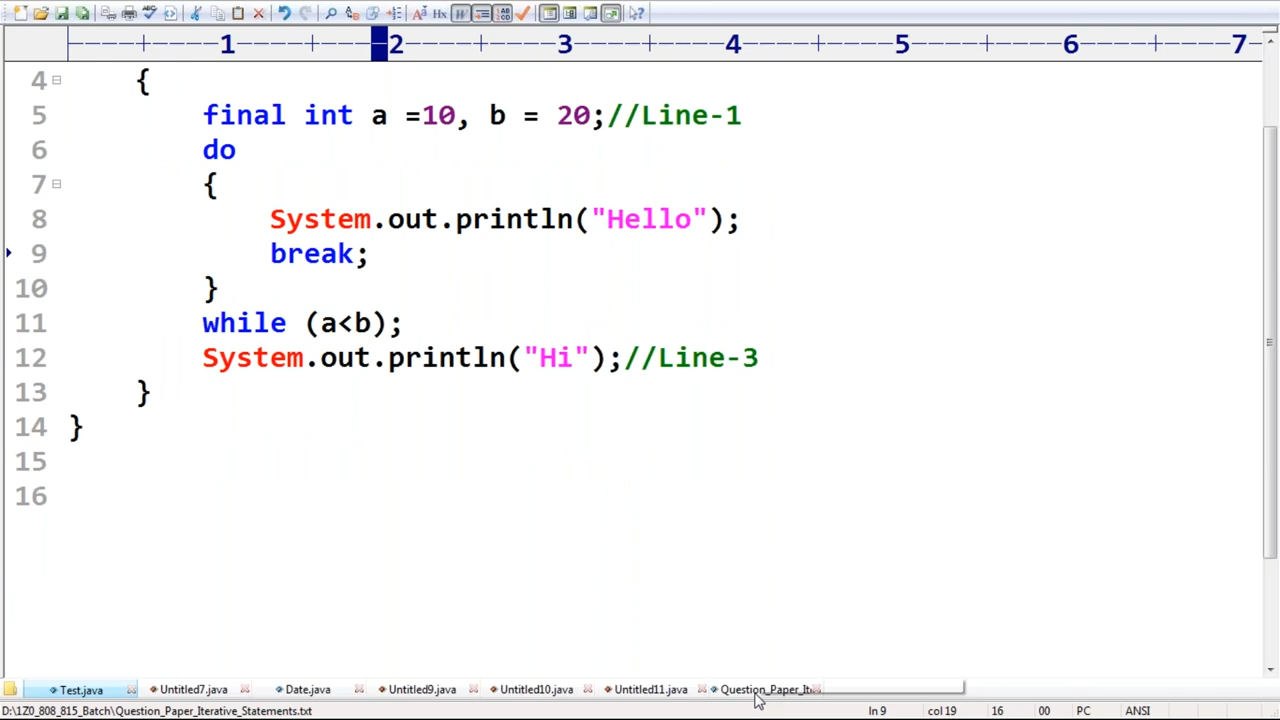 1 2 3 4 5 6 7
4 {
5 final int a =10, b = 20;//Line-1
6 do
7 {
8 System.out.println("Hello");
9 break;
10 }
11 while (a<b);
12 System.out.println("Hi");//Line-3
13 }
14 }
15
16
Test.java Untitled7.java Date.java Untitled9.java Untitled10.java Untitled11.java Question_Paper_It
D:\1Z0_808_815_Batch\Question_Paper_Iterative_Statements.txt Ln 9 col 19 16 00 PC ANSI